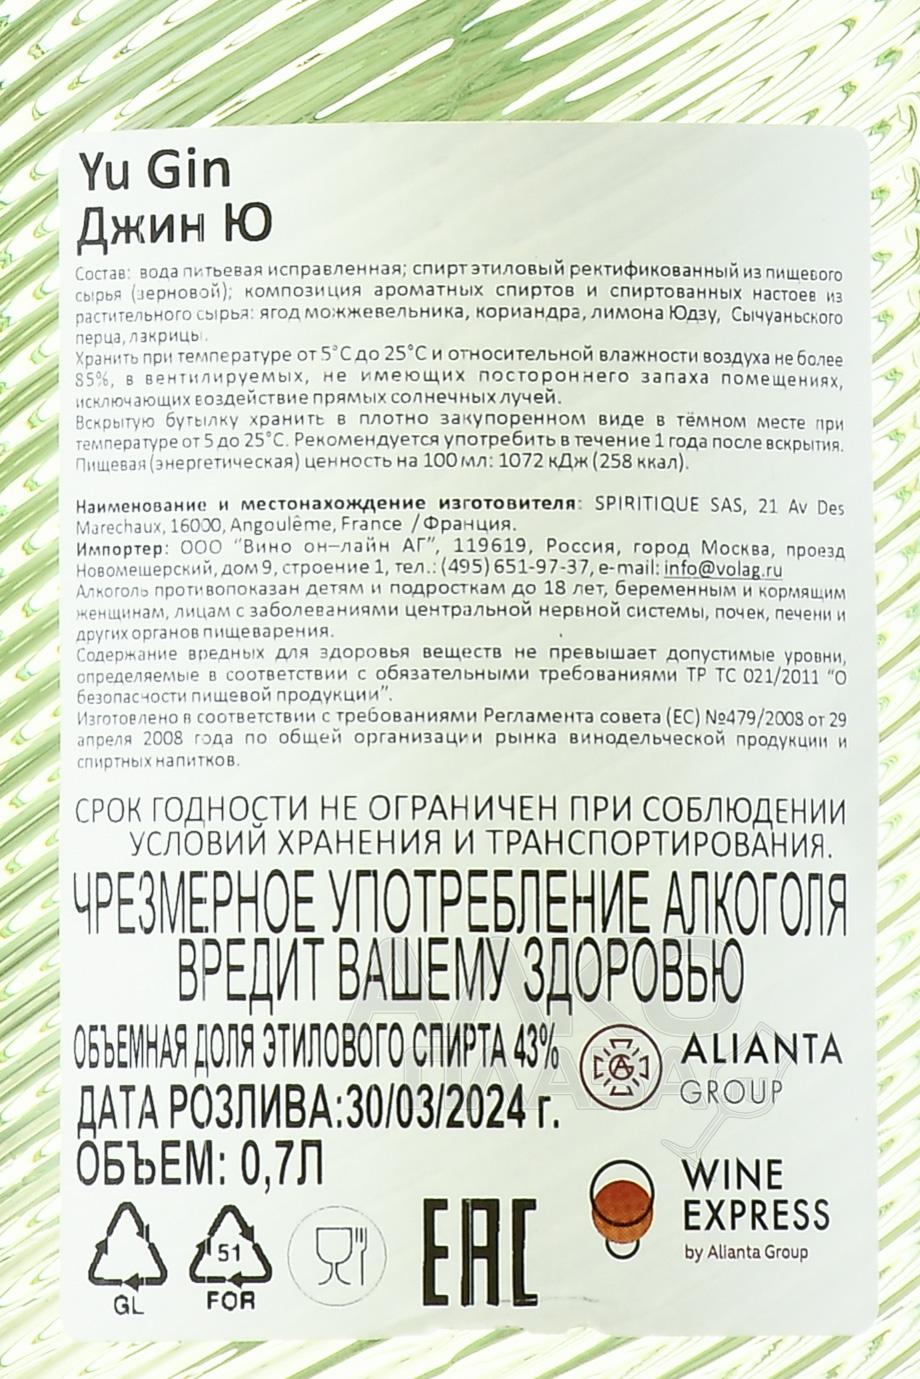 Yu Gin
Джин Ю
Состав: вода питьевая исправленная; спирт этиловый ректификованный из пищевого
сырья (зерновой); композиция ароматных спиртов и спиртованных настоев из
растительного сырья: ягод можжевельника, кориандра, лимона Юдзу, Сычуаньского
перца, лакрицы.
Хранить при температуре от 5°С до 25°С и относительной влажности воздуха не более
85%, в вентилируемых, не имеющих постороннего запаха помещениях,
исключающих воздействие прямых солнечных лучей.
Вскрытую бутылку хранить в плотно закупоренном виде в тёмном месте при
температуре от 5 до 25°С. Рекомендуется употребить в течение 1 года после вскрытия.
Пищевая (энергетическая) ценность на 100 мл: 1072 кДж (258 ккал).
Наименование и местонахождение изготовителя: SPIRITIQUE SAS, 21 Av Des
Marechaux, 16000, Angoulême, France / Франция.
Импортер: ООО “Вино он–лайн АГ”, 119619, Россия, город Москва, проезд
Новомещерский, дом 9, строение 1, тел.: (495) 651-97-37, e-mail: info@volag.ru
Алкоголь противопоказан детям и подросткам до 18 лет, беременным и кормящим
женщинам, лицам с заболеваниями центральной нервной системы, почек, печени и
других органов пищеварения.
Содержание вредных для здоровья веществ не превышает допустимые уровни,
определяемые в соответствии с обязательными требованиями ТР ТС 021/2011 “О
безопасности пищевой продукции”.
Изготовлено в соответствии с требованиями Регламента совета (ЕС) №479/2008 от 29
апреля 2008 года по общей организации рынка винодельческой продукции и
спиртных напитков.
СРОК ГОДНОСТИ НЕ ОГРАНИЧЕН ПРИ СОБЛЮДЕНИИ
УСЛОВИЙ ХРАНЕНИЯ И ТРАНСПОРТИРОВАНИЯ.
ЧРЕЗМЕРНОЕ УПОТРЕБЛЕНИЕ АЛКОГОЛЯ
ВРЕДИТ ВАШЕМУ ЗДОРОВЬЮ
ОБЪЕМНАЯ ДОЛЯ ЭТИЛОВОГО СПИРТА 43%
ДАТА РОЗЛИВА:30/03/2024 г.
ОБЪЕМ: 0,7Л
ALIANTA
GROUP
WINE
EXPRESS
by Alianta Group
GL
51
FOR
EAC